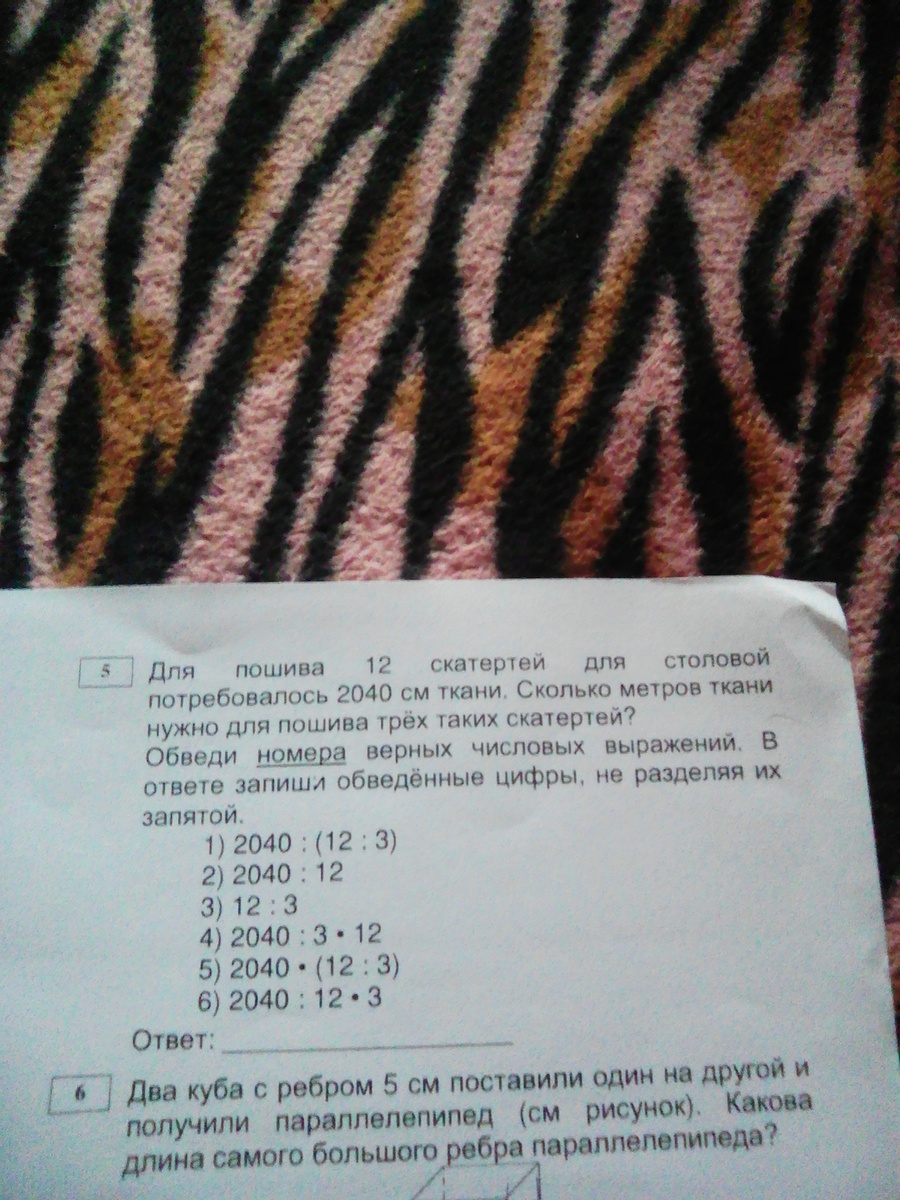 5 Для пошива 12 скатертей для столовой
потребовалось 2040 см ткани. Сколько метров ткани
нужно для пошива трёх таких скатертей?
Обведи номера верных числовых выражений. В
ответе запиши обведённые цифры, не разделяя их
запятой.
1) 2040 : (12 : 3)
2) 2040 : 12
3) 12 : 3
4) 2040 : 3 • 12
5) 2040 • (12 : 3)
6) 2040 : 12 • 3
Ответ:
6 Два куба с ребром 5 см поставили один на другой и
получили параллелепипед (см рисунок). Какова
длина самого большого ребра параллелепипеда?